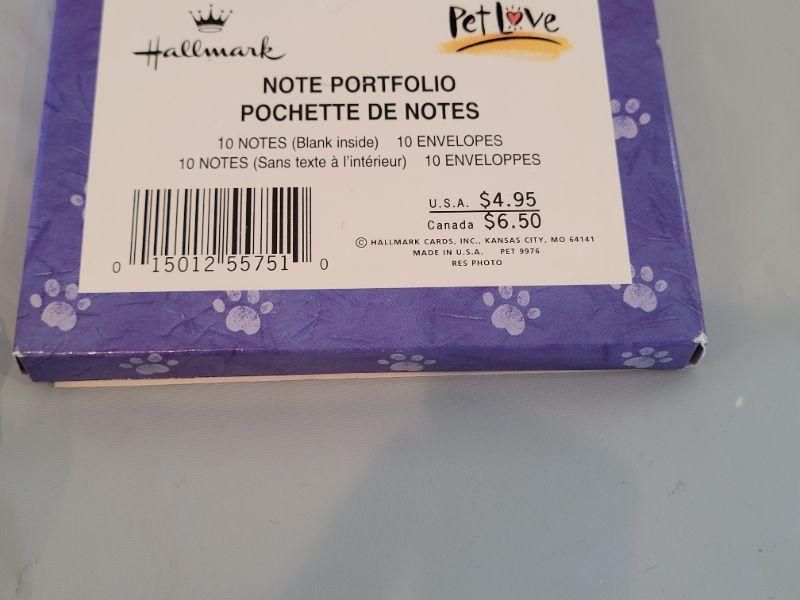 Hallmark
Pet Love
NOTE PORTFOLIO
POCHETTE DE NOTES
10 NOTES (Blank inside) 10 ENVELOPES
10 NOTES (Sans texte à l'intérieur) 10 ENVELOPPES
U.S.A. $4.95
Canada $6.50
© HALLMARK CARDS, INC., KANSAS CITY, MO 64141
MADE IN U.S.A. PET 9976
RES PHOTO
0 15012 55751 0